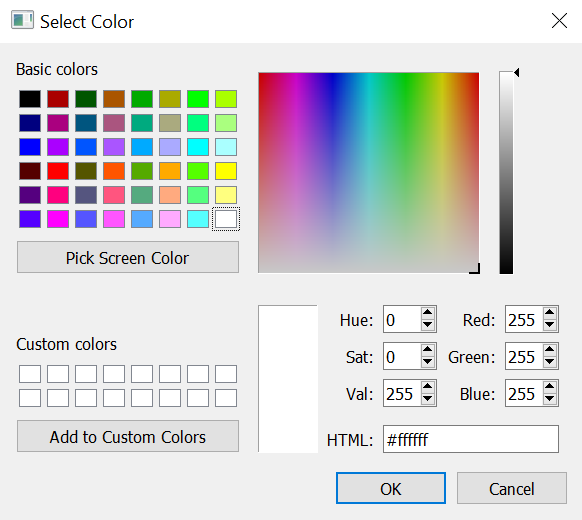 Select Color
Basic colors
Pick Screen Color
Custom colors
Add to Custom Colors
Hue: 0 Red: 255
Sat: 0 Green: 255
Val: 255 Blue: 255
HTML: #ffffff
OK Cancel